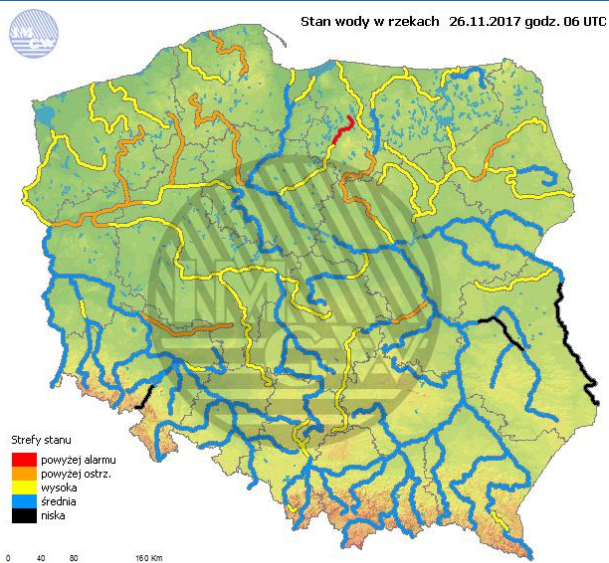 Stan wody w rzekach 26.11.2017 godz. 06 UTC
IMGW
Strefy stanu
powyżej alarmu
powyżej ostrz.
wysoka
średnia
niska
0 40 80 160 Km